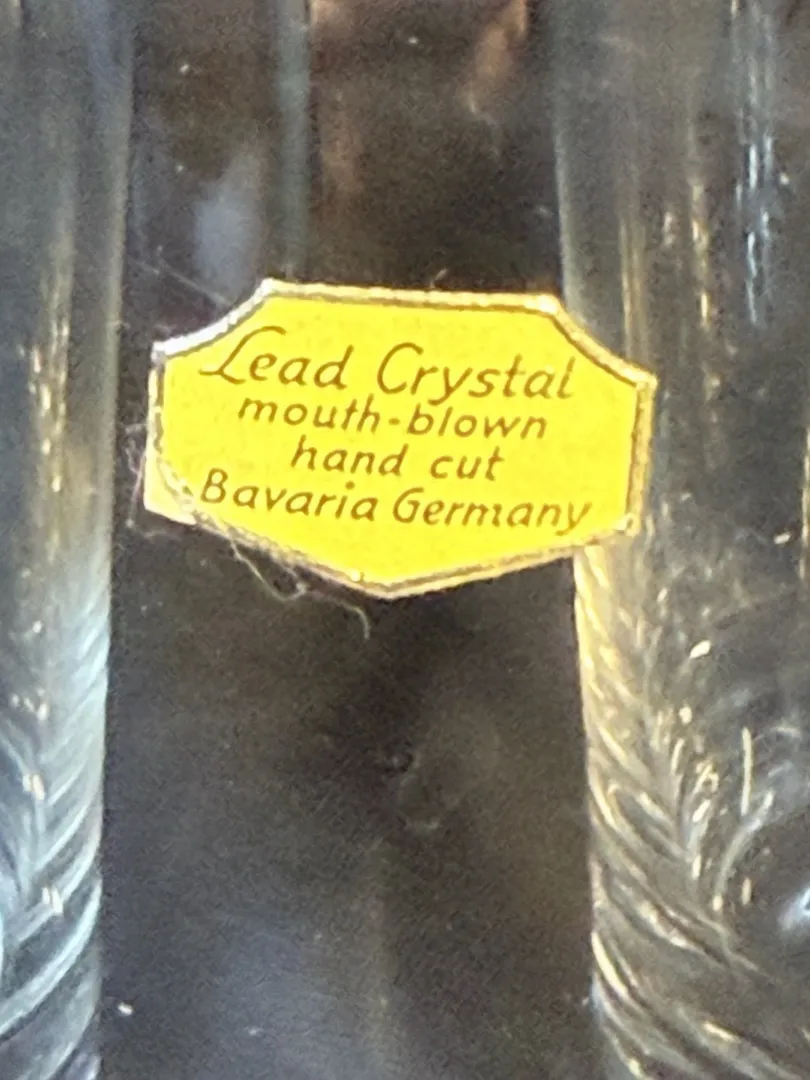 Lead Crystal
mouth-blown
hand cut
Bavaria Germany